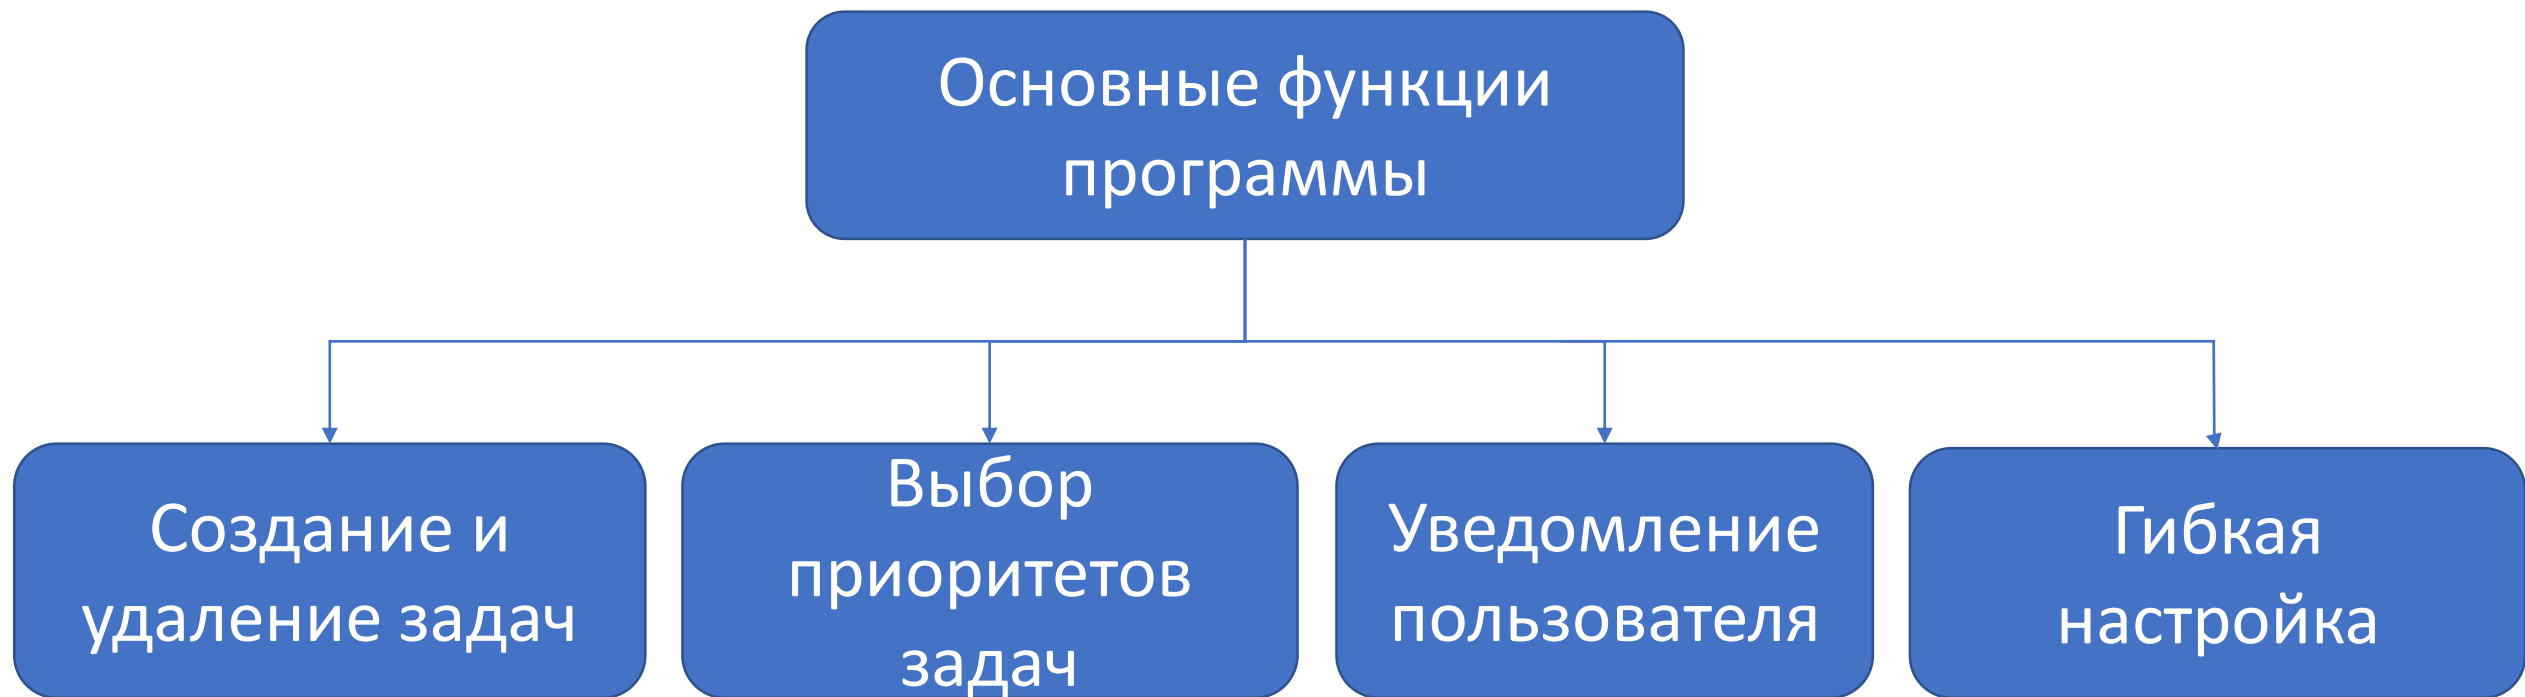 Основные функции
программы
Создание и
удаление задач
Выбор
приоритетов
задач
Уведомление
пользователя
Гибкая
настройка